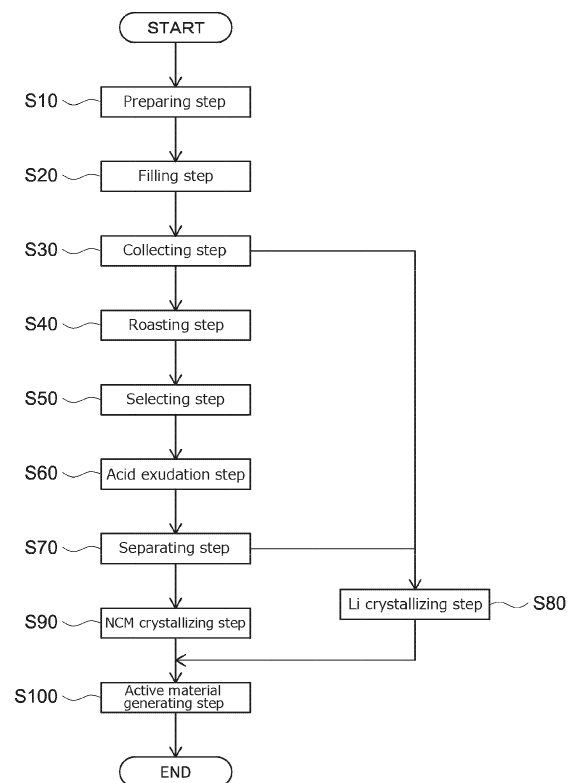 START
S10
Preparing step
S20
Filling step
S30
Collecting step
S40
Roasting step
S50
Selecting step
S60
Acid exudation step
S70
Separating step
Li crystallizing step
S80
S90
NCM crystallizing step
S100
Active material
generating step
END